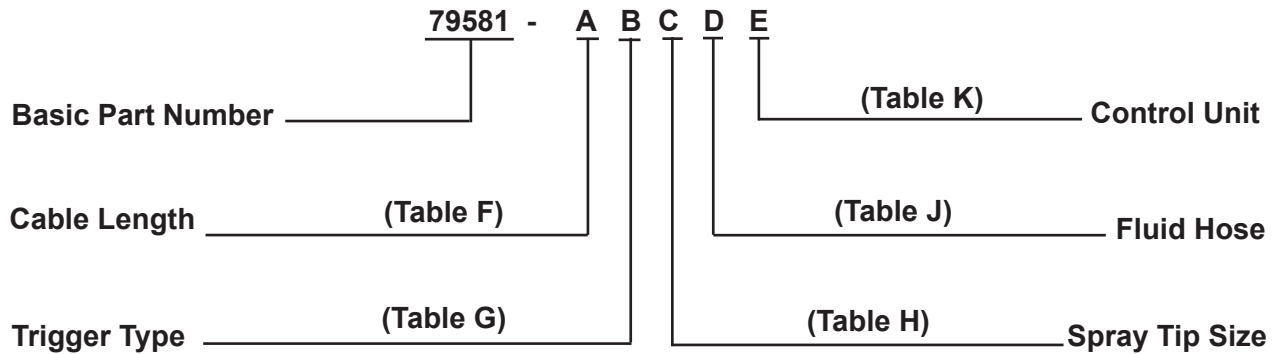 79581 - A B C D E
Basic Part Number
(Table K)
Control Unit
Cable Length
(Table F)
(Table J)
Fluid Hose
Trigger Type
(Table G)
(Table H)
Spray Tip Size